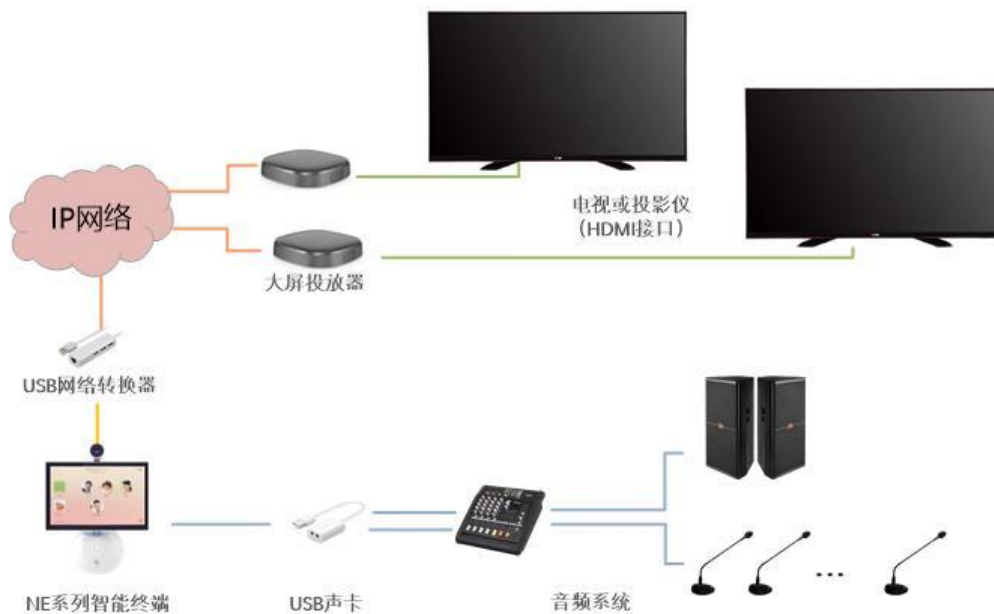 IP网络
电视或投影仪
（HDMI接口）
大屏投放器
USB网络转换器
NE系列智能终端
USB声卡
音频系统